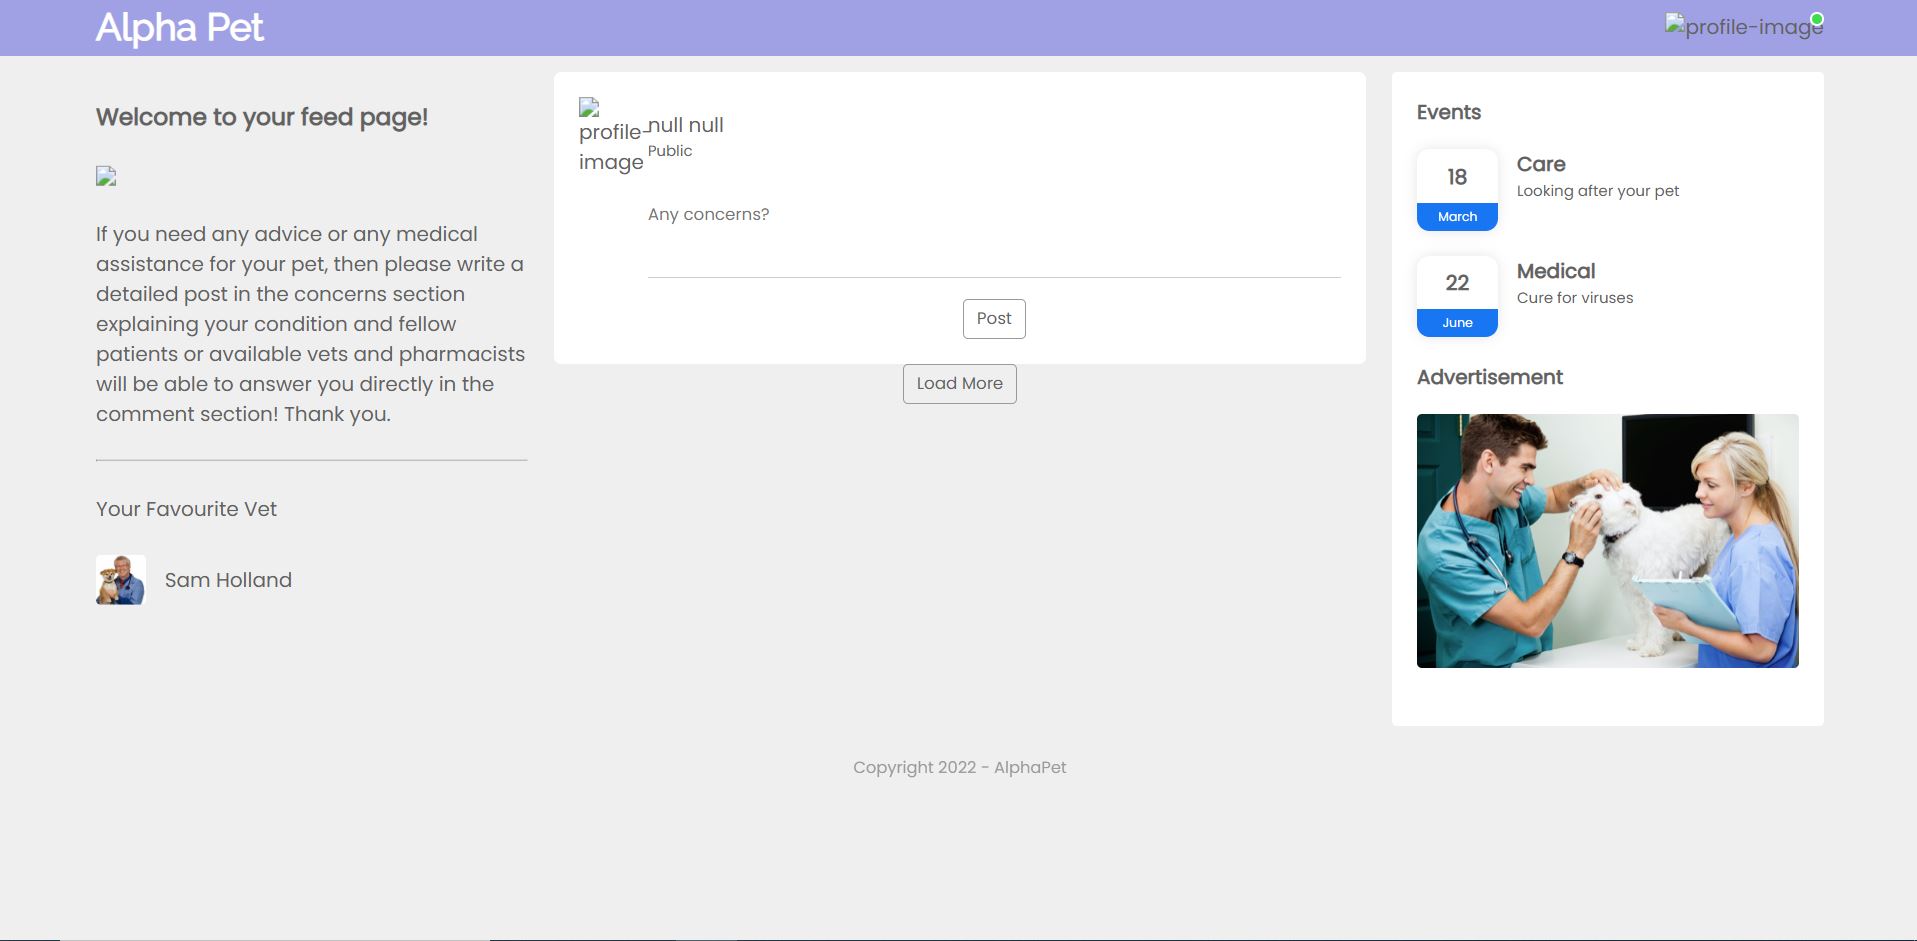 Alpha Pet
profile-image
Welcome to your feed page!
If you need any advice or any medical
assistance for your pet, then please write a
detailed post in the concerns section
explaining your condition and fellow
patients or available vets and pharmacists
will be able to answer you directly in the
comment section! Thank you.
Your Favourite Vet
Sam Holland
profile-
image
null null
Public
Any concerns?
Post
Load More
Events
18
March
Care
Looking after your pet
22
June
Medical
Cure for viruses
Advertisement
Copyright 2022 - AlphaPet